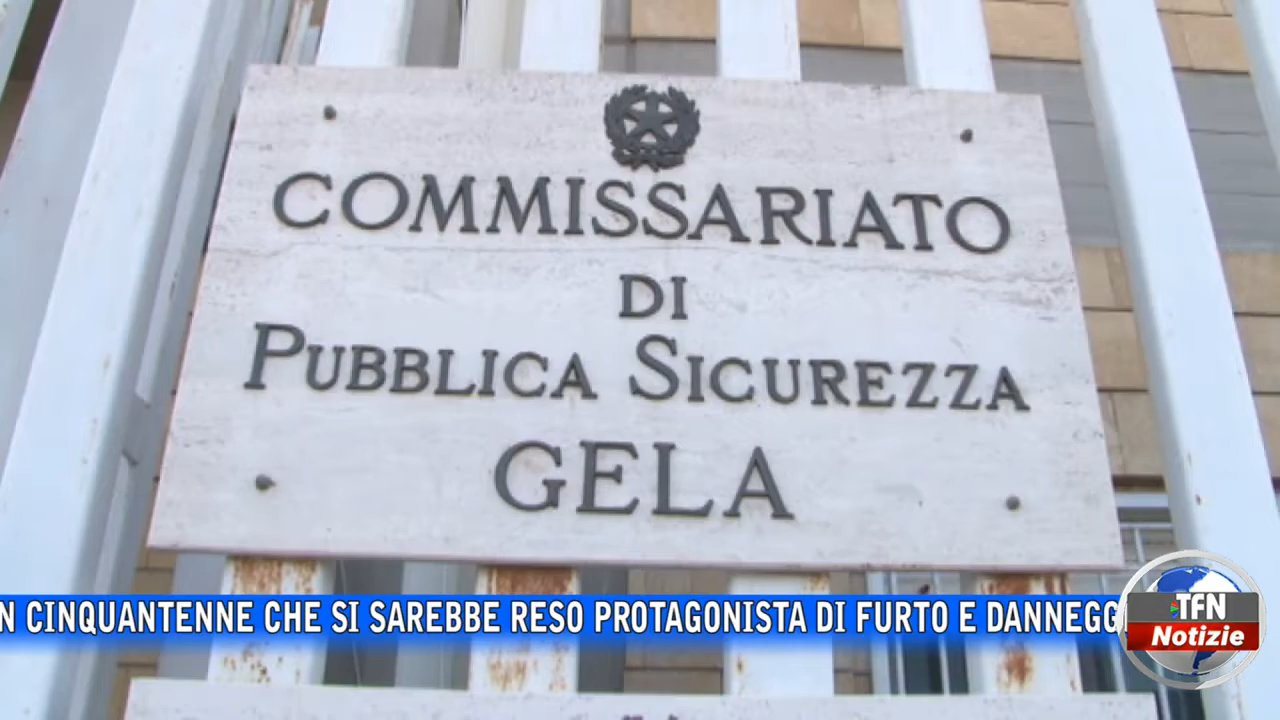 COMMISSARIATO
DI
PUBBLICA SICUREZZA
GELA
CINQUANTENNE CHE SI SAREBBE RESO PROTAGONISTA DI FURTO E
TFN
Notizie